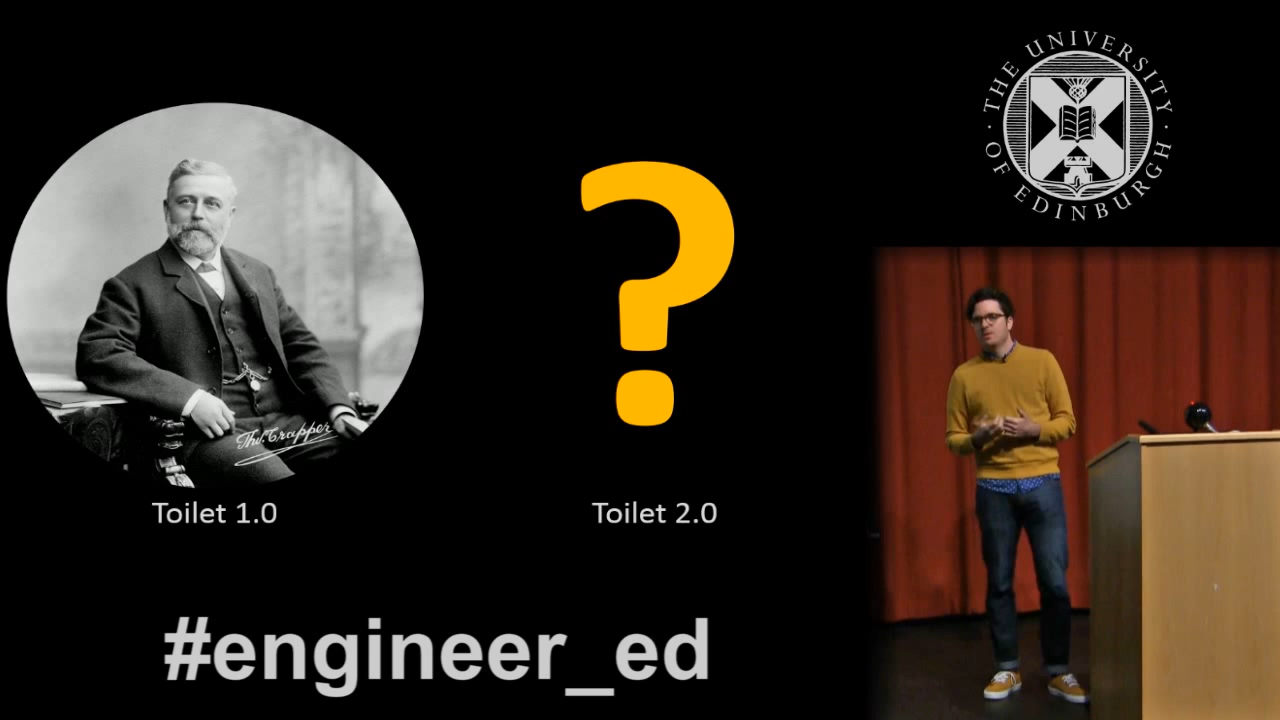 THE UNIVERSITY
OF EDINBURGH
Thos. Crapper
?
Toilet 1.0
Toilet 2.0
#engineer_ed